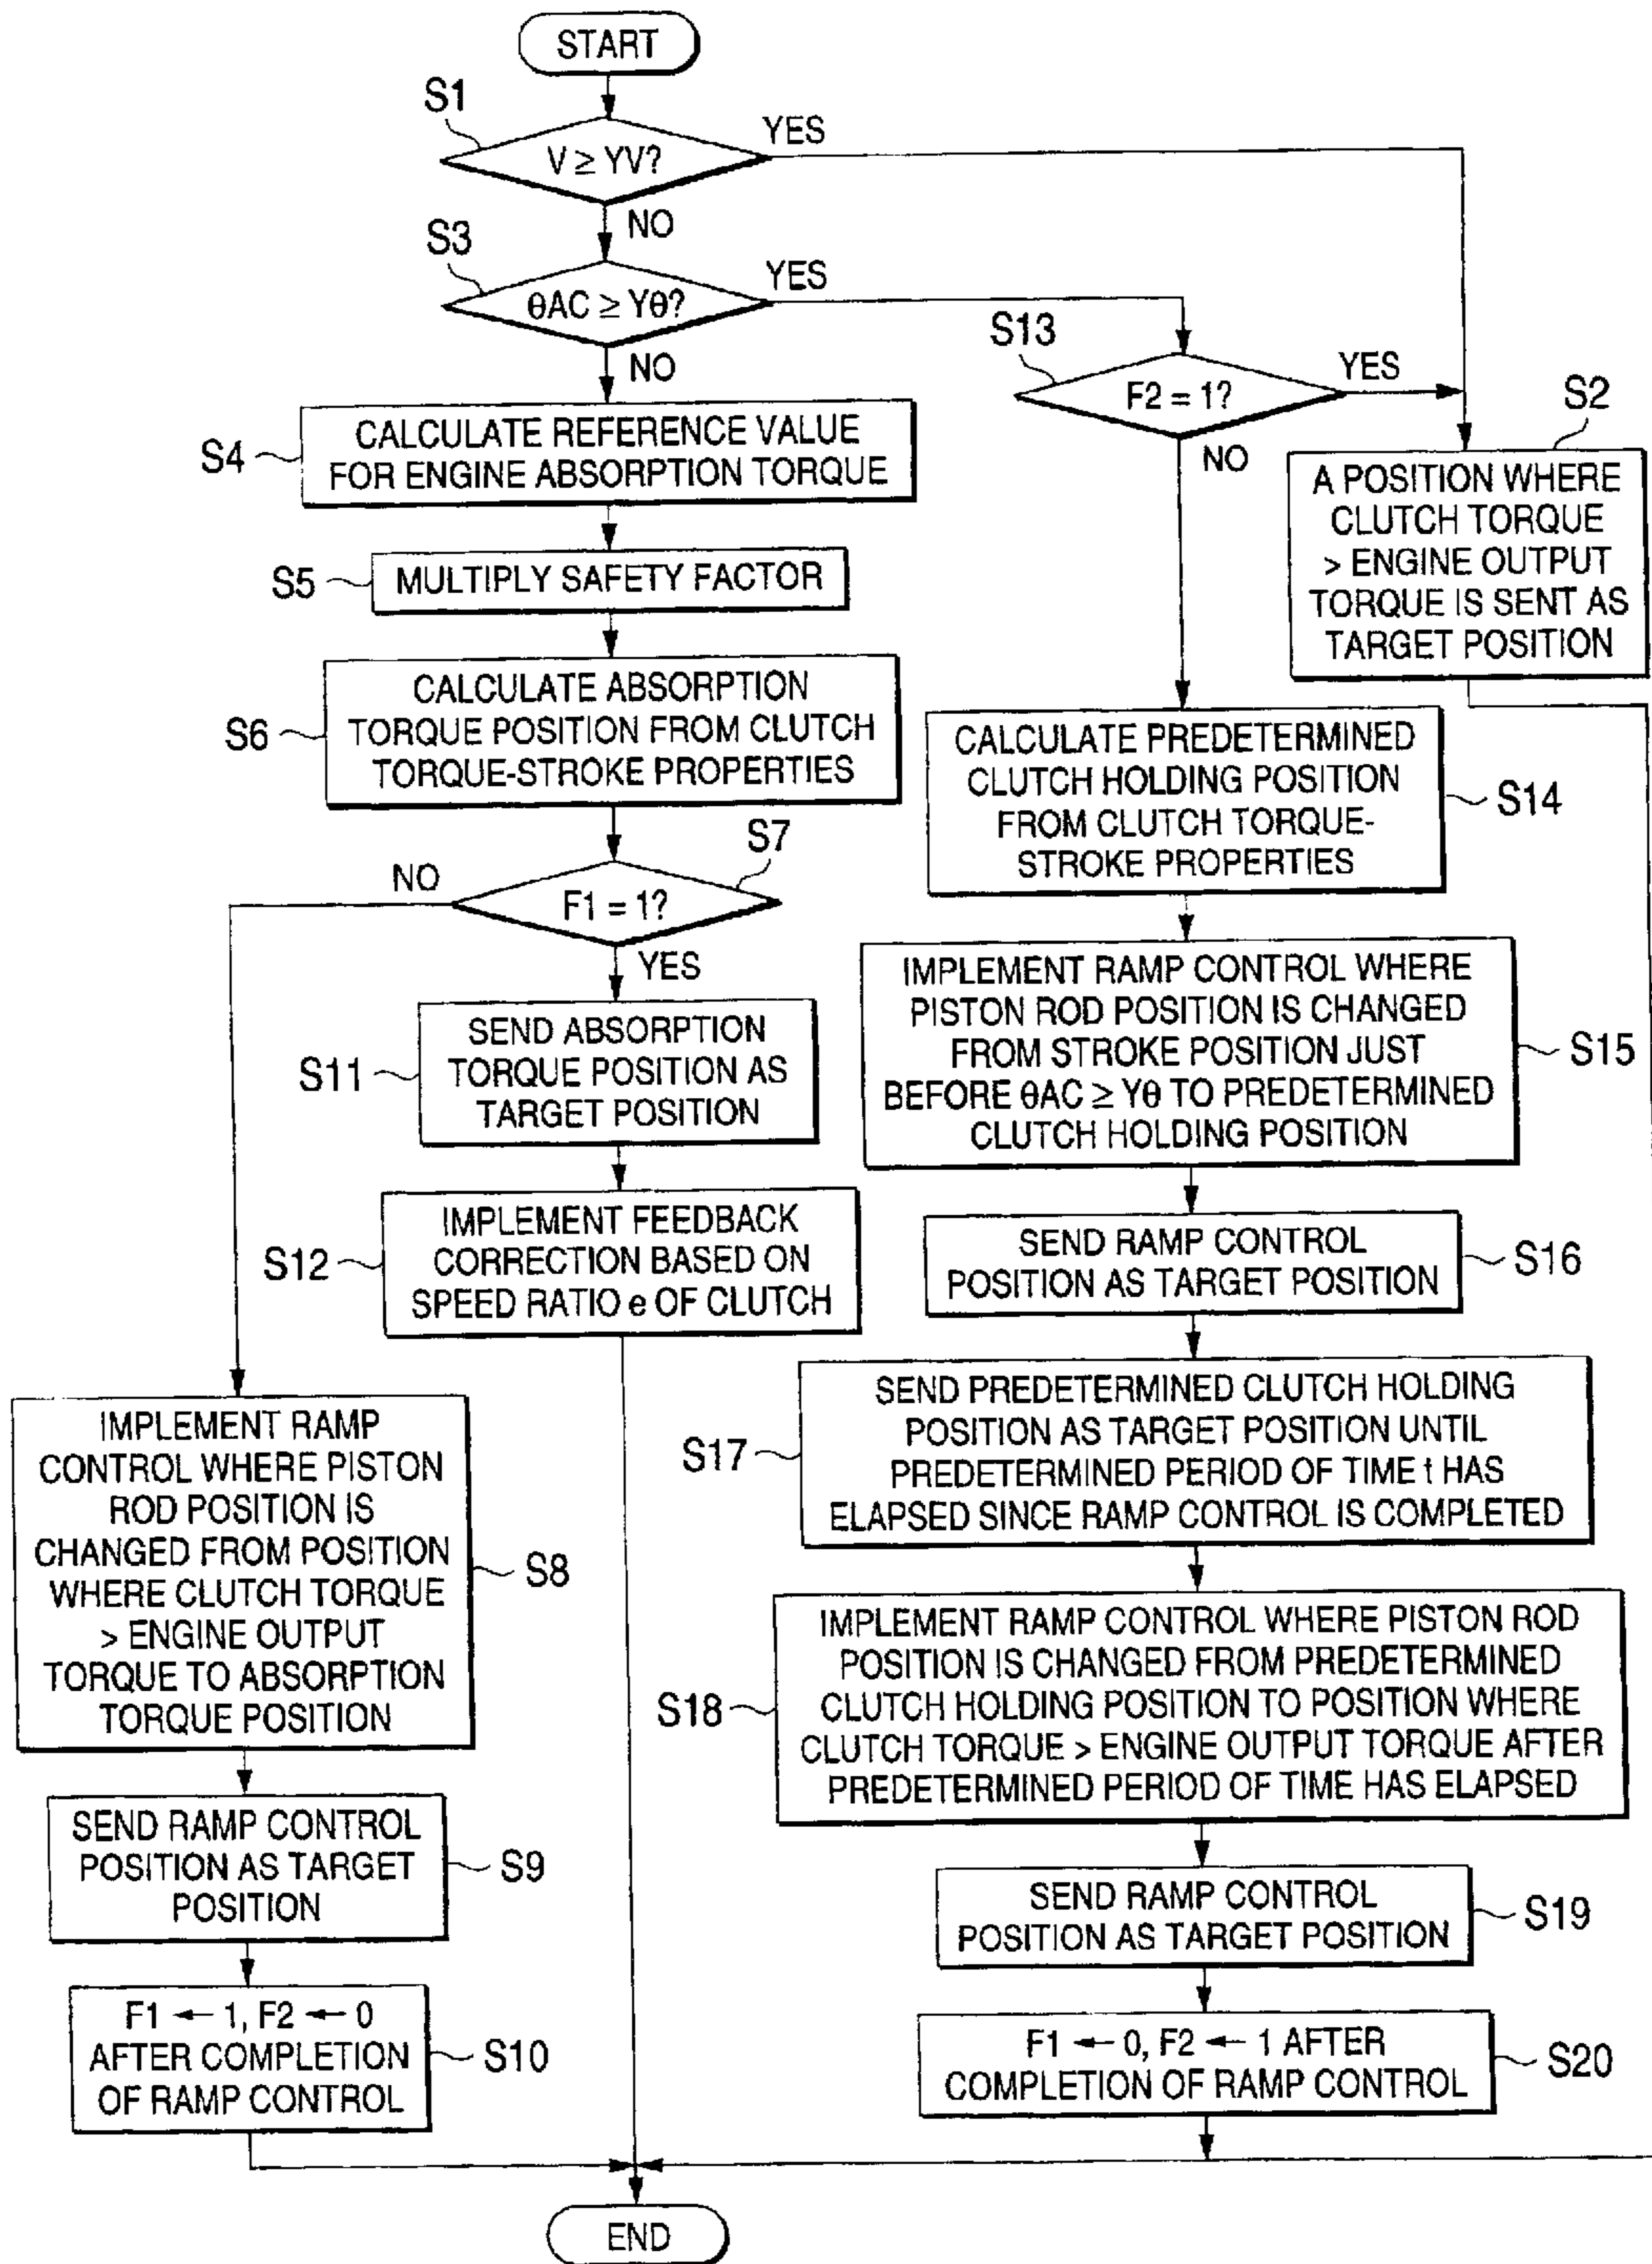 START
S1
V ≥ YV?
YES
NO
S3
θAC ≥ Yθ?
YES
NO
S13
F2 = 1?
YES
NO
S2
A POSITION WHERE
CLUTCH TORQUE
> ENGINE OUTPUT
TORQUE IS SENT AS
TARGET POSITION
S4
CALCULATE REFERENCE VALUE
FOR ENGINE ABSORPTION TORQUE
S5
MULTIPLY SAFETY FACTOR
S6
CALCULATE ABSORPTION
TORQUE POSITION FROM CLUTCH
TORQUE-STROKE PROPERTIES
S7
F1 = 1?
NO
YES
S11
SEND ABSORPTION
TORQUE POSITION AS
TARGET POSITION
S12
IMPLEMENT FEEDBACK
CORRECTION BASED ON
SPEED RATIO e OF CLUTCH
IMPLEMENT RAMP
CONTROL WHERE PISTON
ROD POSITION IS
CHANGED FROM POSITION
WHERE CLUTCH TORQUE
> ENGINE OUTPUT
TORQUE TO ABSORPTION
TORQUE POSITION
S8
SEND RAMP CONTROL
POSITION AS TARGET
POSITION
S9
F1 ← 1, F2 ← 0
AFTER COMPLETION
OF RAMP CONTROL
S10
CALCULATE PREDETERMINED
CLUTCH HOLDING POSITION
FROM CLUTCH TORQUE-
STROKE PROPERTIES
S14
IMPLEMENT RAMP CONTROL WHERE
PISTON ROD POSITION IS CHANGED
FROM STROKE POSITION JUST
BEFORE θAC ≥ Yθ TO PREDETERMINED
CLUTCH HOLDING POSITION
S15
SEND RAMP CONTROL
POSITION AS TARGET POSITION
S16
S17
SEND PREDETERMINED CLUTCH HOLDING
POSITION AS TARGET POSITION UNTIL
PREDETERMINED PERIOD OF TIME t HAS
ELAPSED SINCE RAMP CONTROL IS COMPLETED
S18
IMPLEMENT RAMP CONTROL WHERE PISTON ROD
POSITION IS CHANGED FROM PREDETERMINED
CLUTCH HOLDING POSITION TO POSITION WHERE
CLUTCH TORQUE > ENGINE OUTPUT TORQUE AFTER
PREDETERMINED PERIOD OF TIME HAS ELAPSED
SEND RAMP CONTROL
POSITION AS TARGET POSITION
S19
F1 ← 0, F2 ← 1 AFTER
COMPLETION OF RAMP CONTROL
S20
END